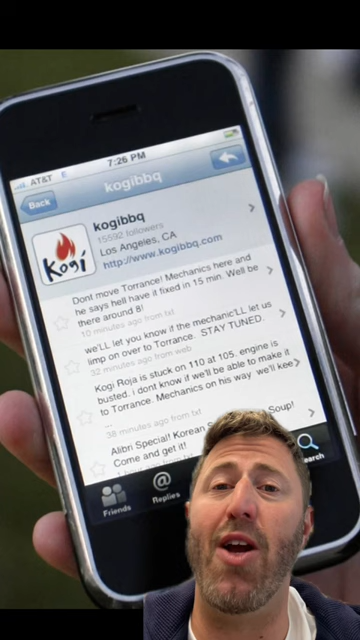 AT&T E 7:26 PM
Back kogibbq
Kogi
kogibbq
15592 followers
Los Angeles, CA
http://www.kogibbq.com
Dont move Torrance! Mechanics here and
he says hell have it fixed in 15 min. Well be
there around 8!
10 minutes ago from txt
we'LL let you know if the mechanic'LL let us
limp on over to Torrance. STAY TUNED.
32 minutes ago from web
Kogi Roja is stuck on 110 at 105. engine is
busted. i dont know if we'll be able to make it
to Torrance. Mechanics on his way we'll kee
...
38 minutes ago from txt
Alibri Special! Korean Soup!
Come and get it!
Friends
Replies
earch